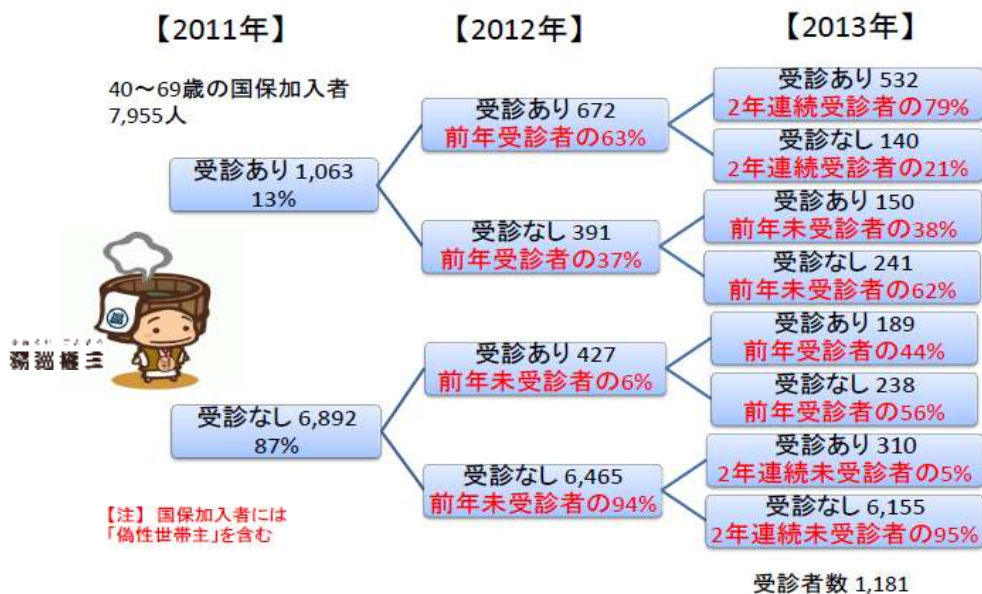 【2011年】
【2012年】
【2013年】
40～69歳の国保加入者
7,955人
受診あり 1,063
13%
受診なし 6,892
87%
受診あり 672
前年受診者の63%
受診なし 391
前年受診者の37%
受診あり 427
前年未受診者の6%
受診なし 6,465
前年未受診者の94%
受診あり 532
2年連続受診者の79%
受診なし 140
2年連続受診者の21%
受診あり 150
前年未受診者の38%
受診なし 241
前年未受診者の62%
受診あり 189
前年受診者の44%
受診なし 238
前年受診者の56%
受診あり 310
2年連続未受診者の5%
受診なし 6,155
2年連続未受診者の95%
【注】 国保加入者には
「偽性世帯主」を含む
受診者数 1,181